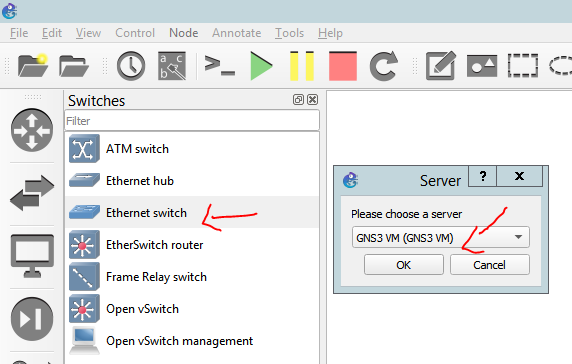 File Edit View Control Node Annotate Tools Help
a b c
Switches
Filter
ATM switch
Ethernet hub
Ethernet switch
EtherSwitch router
Frame Relay switch
Open vSwitch
Open vSwitch management
Server ? x
Please choose a server
GNS3 VM (GNS3 VM)
OK Cancel